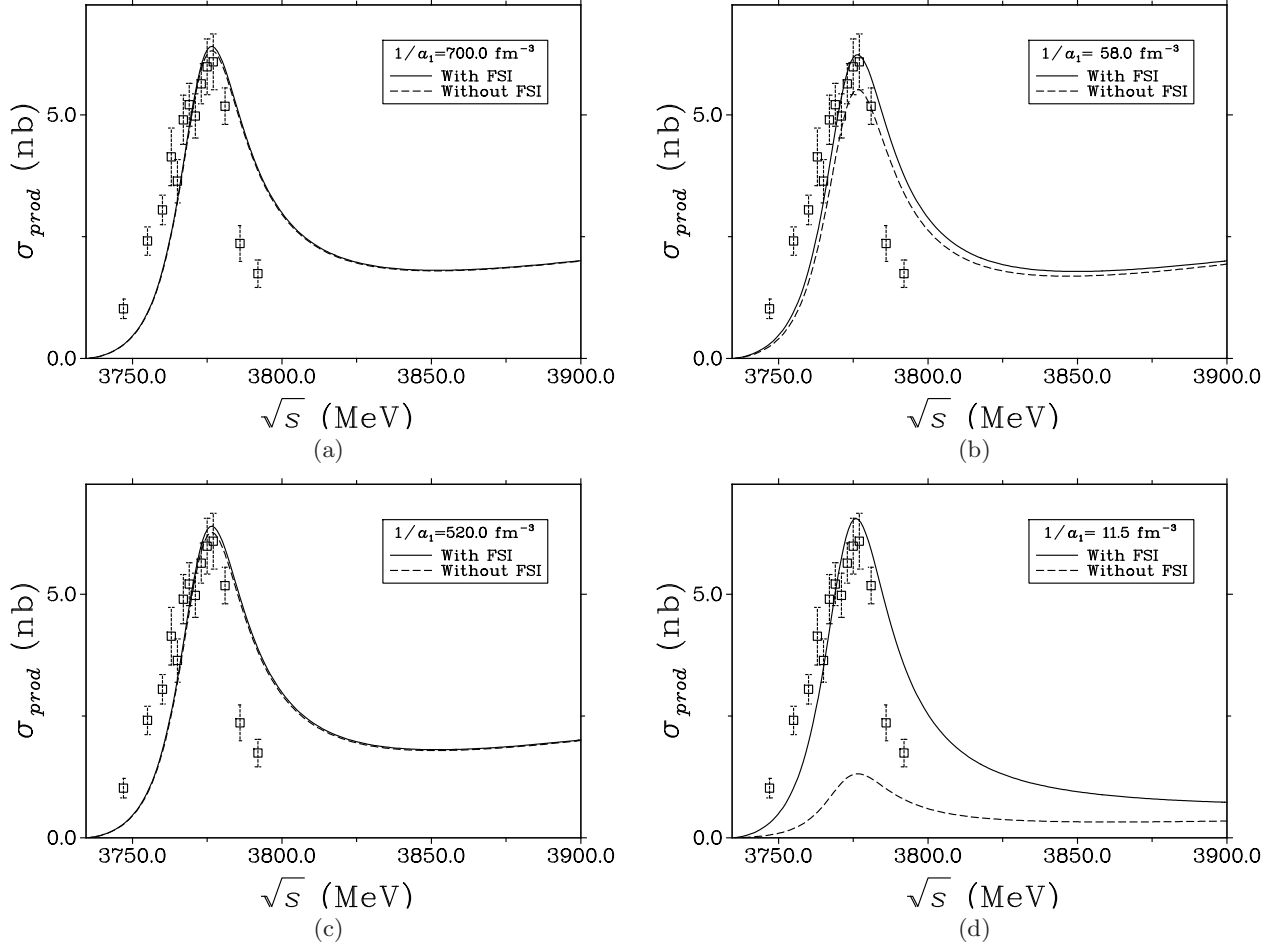 1/a₁=700.0 fm⁻³
With FSI
Without FSI
σ prod (nb)
5.0
0.0
3750.0 3800.0 3850.0 3900.0
√s (MeV)
(a)
1/a₁= 58.0 fm⁻³
With FSI
Without FSI
σ prod (nb)
5.0
0.0
3750.0 3800.0 3850.0 3900.0
√s (MeV)
(b)
1/a₁=520.0 fm⁻³
With FSI
Without FSI
σ prod (nb)
5.0
0.0
3750.0 3800.0 3850.0 3900.0
√s (MeV)
(c)
1/a₁= 11.5 fm⁻³
With FSI
Without FSI
σ prod (nb)
5.0
0.0
3750.0 3800.0 3850.0 3900.0
√s (MeV)
(d)